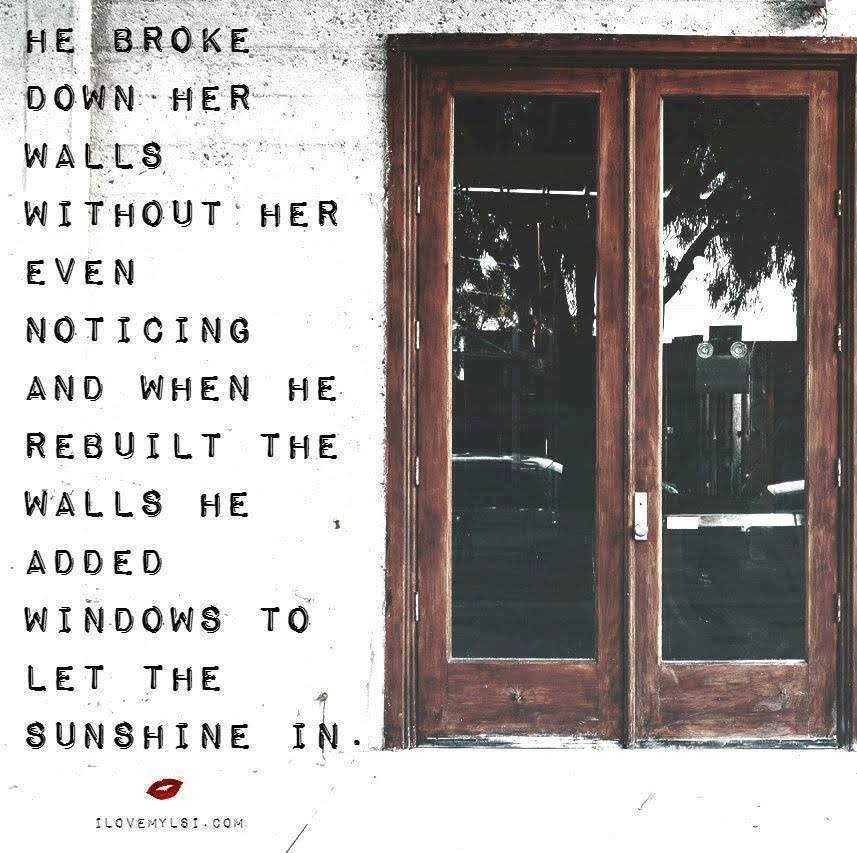 HE BROKE
DOWN HER
WALLS
WITHOUT HER
EVEN
NOTICING
AND WHEN HE
REBUILT THE
WALLS HE
ADDED
WINDOWS TO
LET THE
SUNSHINE IN.
ILOVEMYLSI.COM